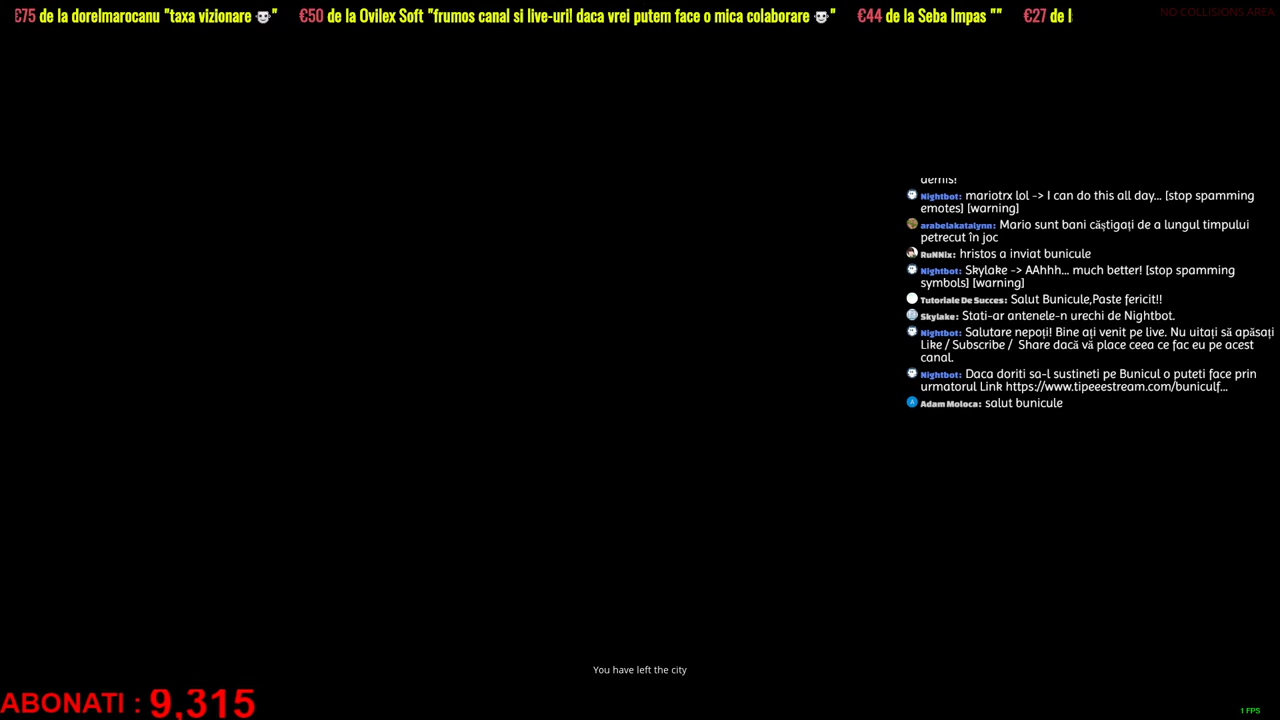 €75 de la dorelmarocanu "taxa vizionare " €50 de la Ovilex Soft "frumos canal si live-uri! daca vrei putem face o mica colaborare " €44 de la Seba Impas "" €27 de
NO COLLISIONS AREA
demis!
Nightbot: mariotrx lol -> I can do this all day... [stop spamming
emotes] [warning]
arabelakatalynn: Mario sunt bani căștigați de a lungul timpului
petrecut în joc
RuNNix: hristos a inviat bunicule
Nightbot: Skylake -> AAhhh... much better! [stop spamming
symbols] [warning]
Tutoriale De Succes: Salut Bunicule,Paste fericit!!
Skylake: Stati-ar antenele-n urechi de Nightbot.
Nightbot: Salutare nepoți! Bine ați venit pe live. Nu uitați să apăsați
Like / Subscribe / Share dacă vă place ceea ce fac eu pe acest
canal.
Nightbot: Daca doriti sa-l sustineti pe Bunicul o puteti face prin
urmatorul Link https://www.tipeeestream.com/buniculf...
A Adam Moloca: salut bunicule
You have left the city
ABONATI : 9,315
1 FPS